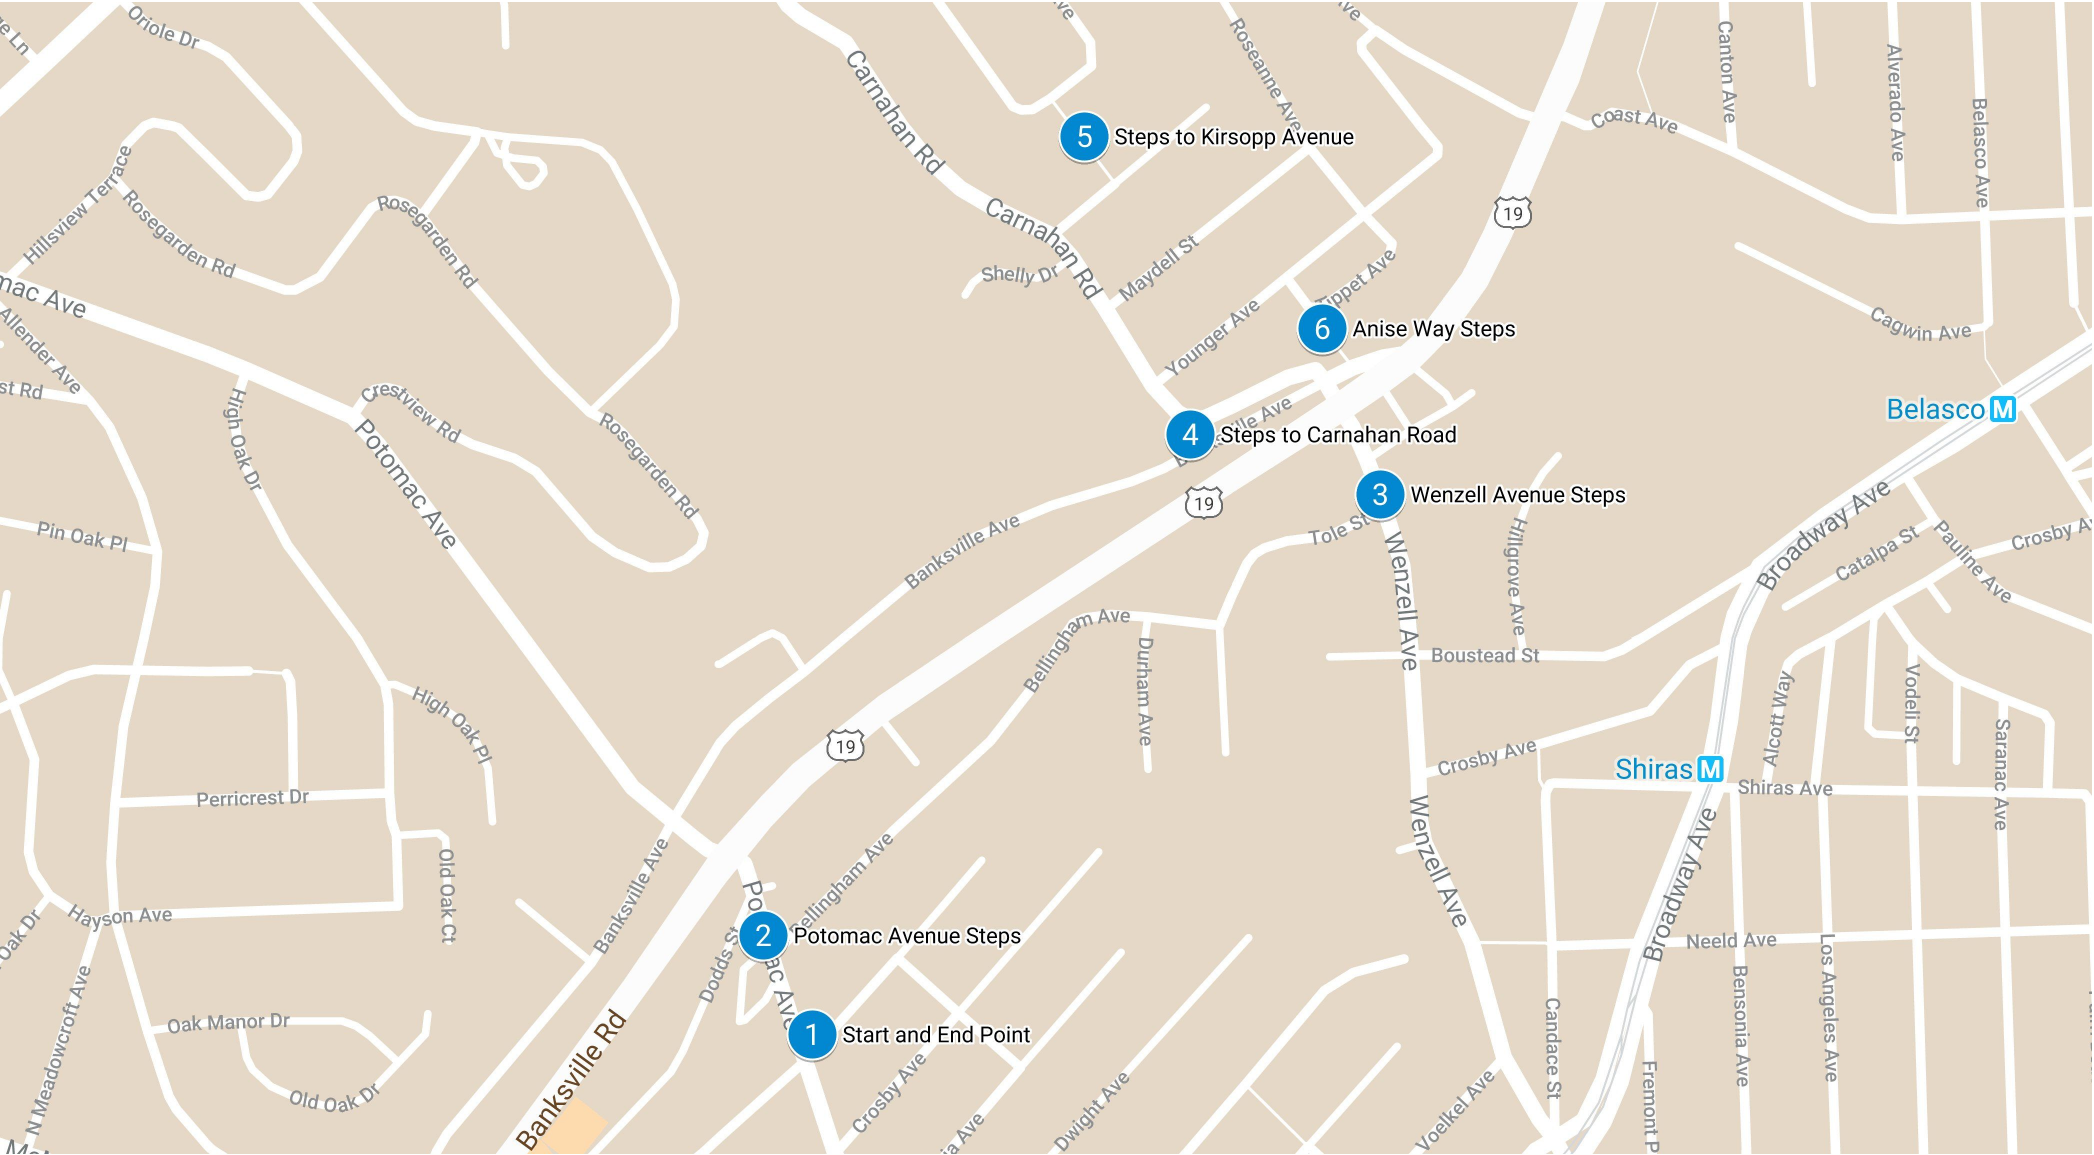 Oriole Dr
Carnahan Rd
Roseanne Ave
Coast Ave
Canton Ave
Alverado Ave
Belasco Ave
5 Steps to Kirsopp Avenue
Hillsview Terrace
Rosegarden Rd
Rosegarden Rd
Carnahan Rd
19
Shelly Dr
Maydell St
Tippet Ave
Younger Ave
6 Anise Way Steps
Cagwin Ave
Allender Ave
Crestview Rd
High Oak Dr
Potomac Ave
Rosegarden Rd
4 Steps to Carnahan Road
Belasco M
19
3 Wenzell Avenue Steps
Tole St
Pin Oak Pl
Banksville Ave
Wenzell Ave
Hillgrove Ave
Broadway Ave
Catalpa St
Pauline Ave
Bellingham Ave
Durham Ave
Boustead St
High Oak Pl
19
Crosby Ave
Shiras M
Alcott Way
Vodeli St
Saranac Ave
Shiras Ave
Perricrest Dr
Old Oak Ct
Banksville Ave
Bellingham Ave
Wenzell Ave
Broadway Ave
Hayson Ave
2 Potomac Avenue Steps
Dodds St
Neeld Ave
N Meadowcroft Ave
Oak Manor Dr
Old Oak Dr
1 Start and End Point
Banksville Rd
Crosby Ave
Dwight Ave
Voelkel Ave
Candace St
Bensonia Ave
Los Angeles Ave